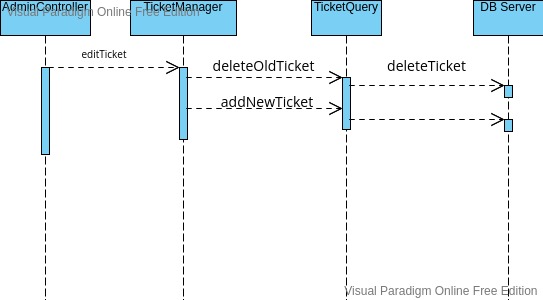 AdminController TicketManager TicketQuery DB Server
Visual Paradigm Online Free Edition
editTicket
deleteOldTicket deleteTicket
addNewTicket
Visual Paradigm Online Free Edition